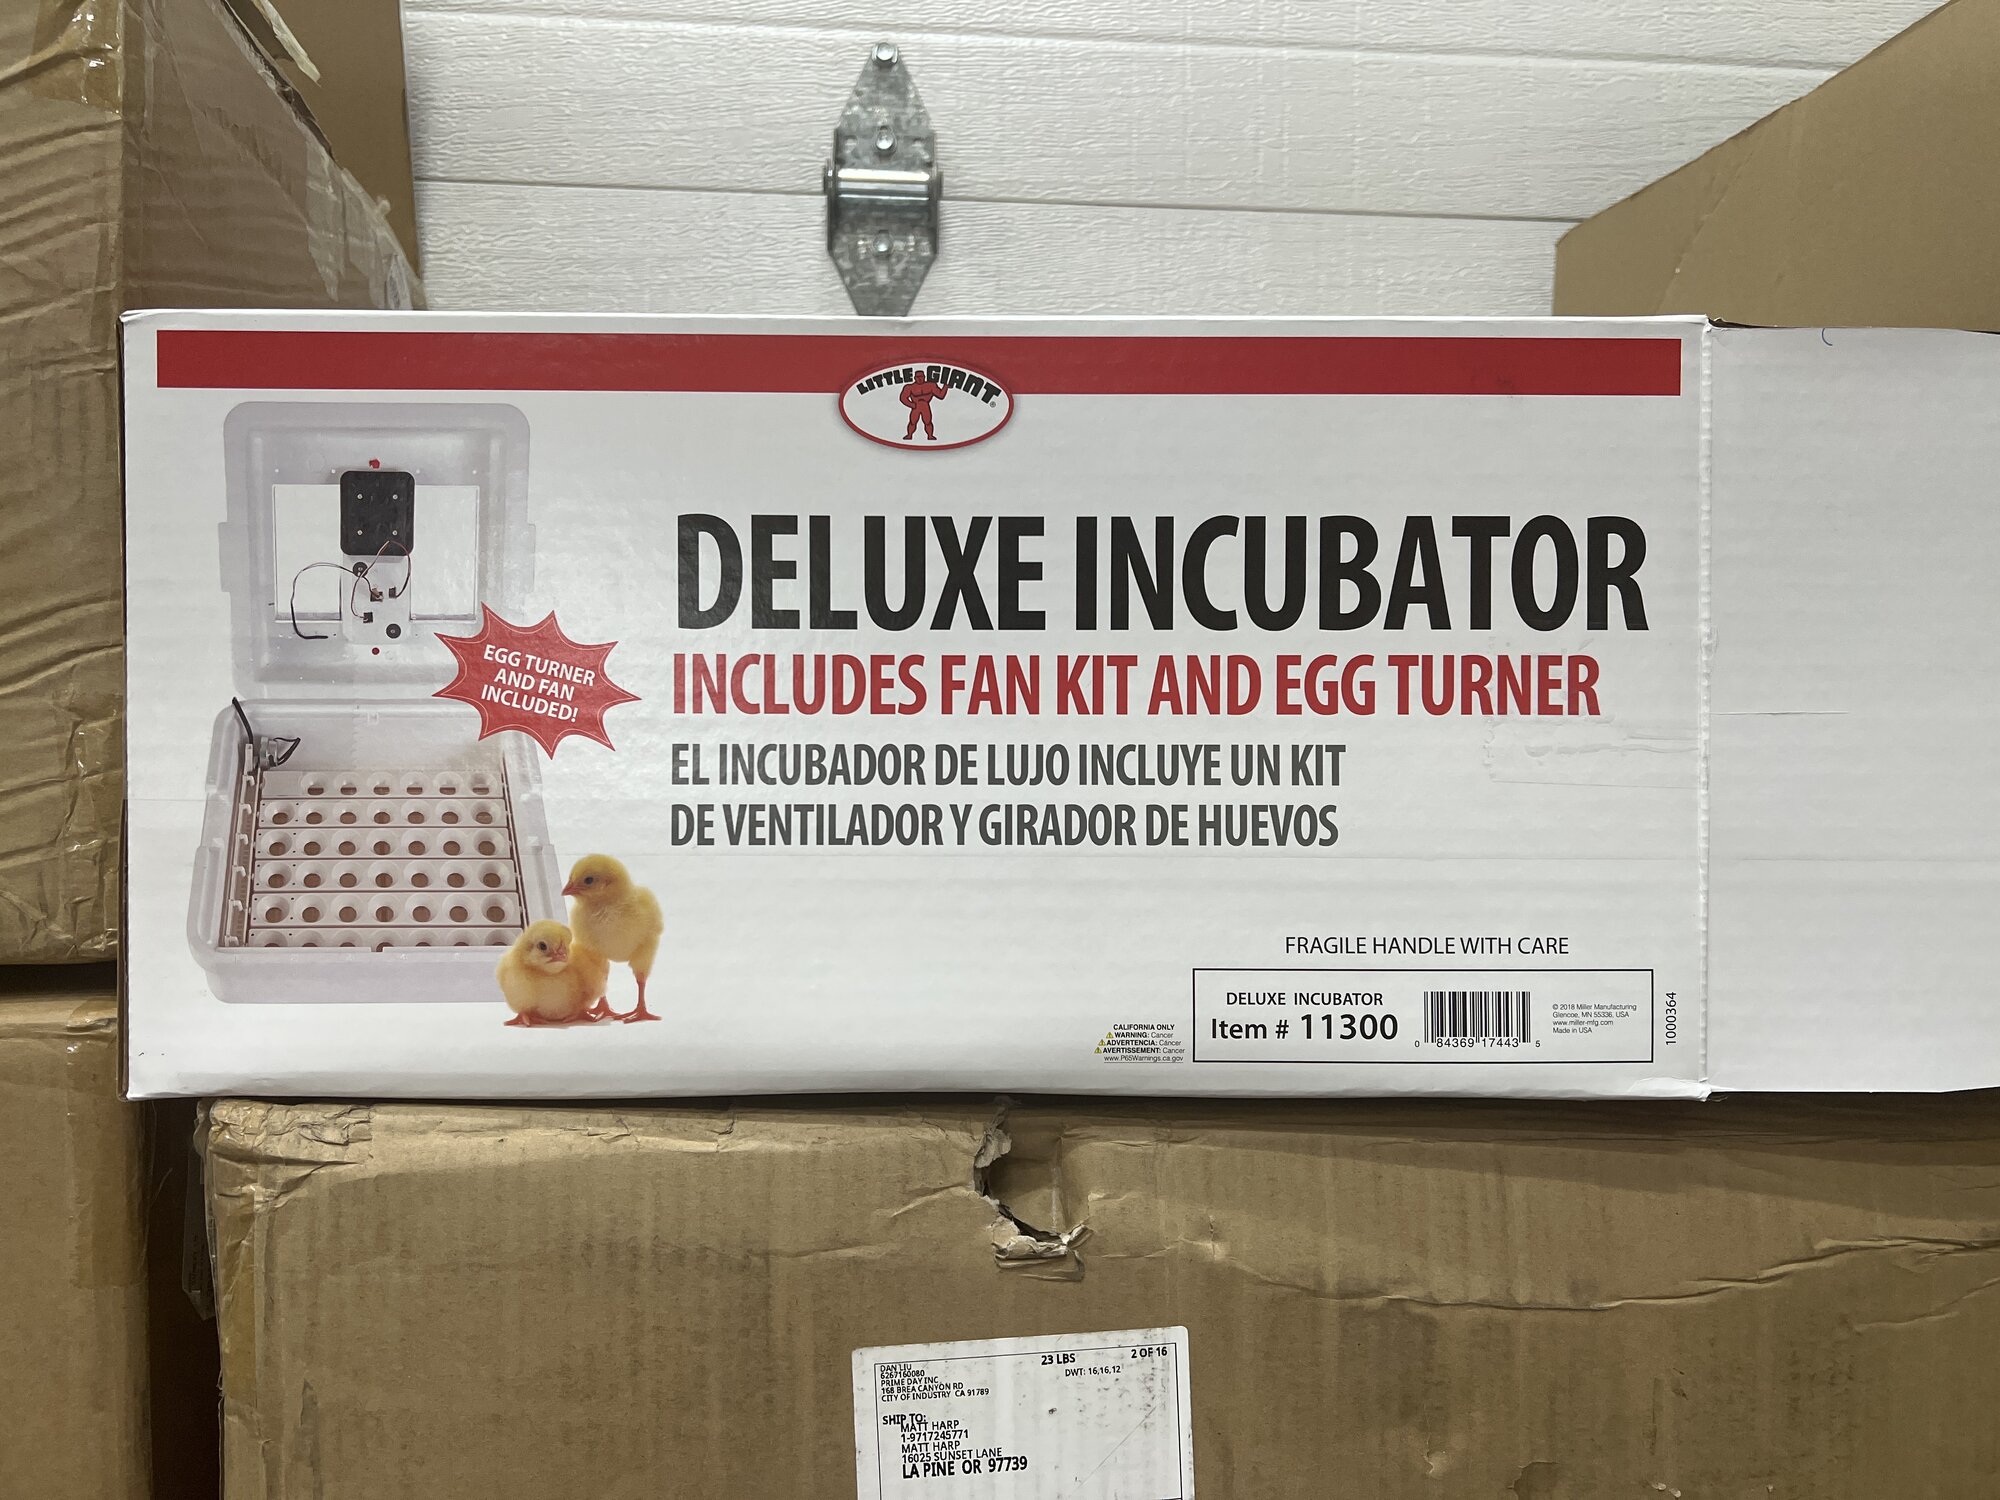 LITTLE GIANT®
DELUXE INCUBATOR
INCLUDES FAN KIT AND EGG TURNER
EL INCUBADOR DE LUJO INCLUYE UN KIT
DE VENTILADOR Y GIRADOR DE HUEVOS
EGG TURNER
AND FAN
INCLUDED!
FRAGILE HANDLE WITH CARE
DELUXE INCUBATOR
Item # 11300
0 84369 17443 5
© 2018 Miller Manufacturing
Glencoe, MN 55336, USA
www.miller-mfg.com
Made in USA
1000364
CALIFORNIA ONLY
⚠WARNING: Cancer
⚠ADVERTENCIA: Cáncer
⚠AVERTISSEMENT: Cancer
www.P65Warnings.ca.gov
DAN LIU
6267160080
PRIME DAY INC
168 BREA CANYON RD
CITY OF INDUSTRY CA 91789
23 LBS
2 OF 16
DWT: 16,16,12
SHIP TO:
MATT HARP
1-9717245771
MATT HARP
16025 SUNSET LANE
LA PINE OR 97739